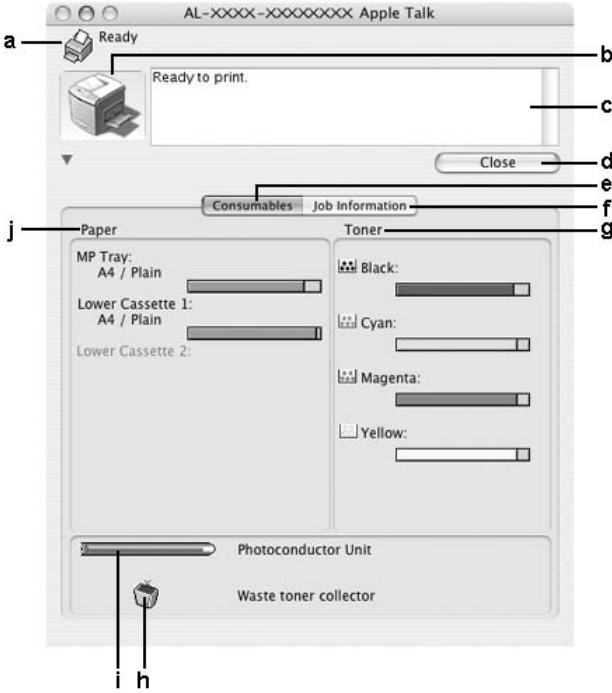 AL-XXXX-XXXXXXXX Apple Talk
a
Ready
b
Ready to print.
c
Close
d
e
Consumables
Job Information
f
j
Paper
Toner
g
MP Tray:
A4 / Plain
Lower Cassette 1:
A4 / Plain
Lower Cassette 2:
Black:
Cyan:
Magenta:
Yellow:
Photoconductor Unit
Waste toner collector
i
h